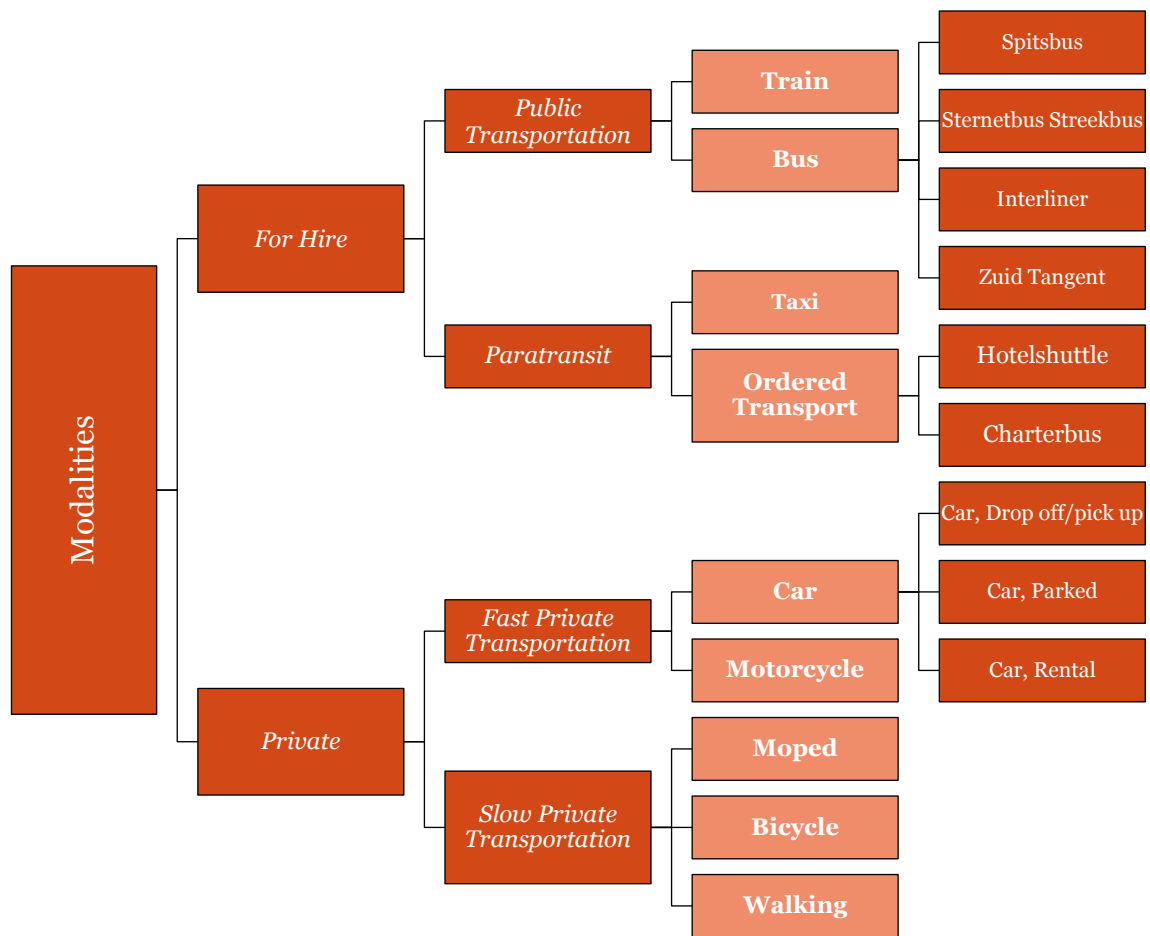 Modalities
For Hire
Public
Transportation
Train
Bus
Spitsbus
Sternetbus Streekbus
Interliner
Zuid Tangent
Paratransit
Taxi
Ordered
Transport
Hotelshuttle
Charterbus
Private
Fast Private
Transportation
Car
Car, Drop off/pick up
Car, Parked
Car, Rental
Motorcycle
Slow Private
Transportation
Moped
Bicycle
Walking